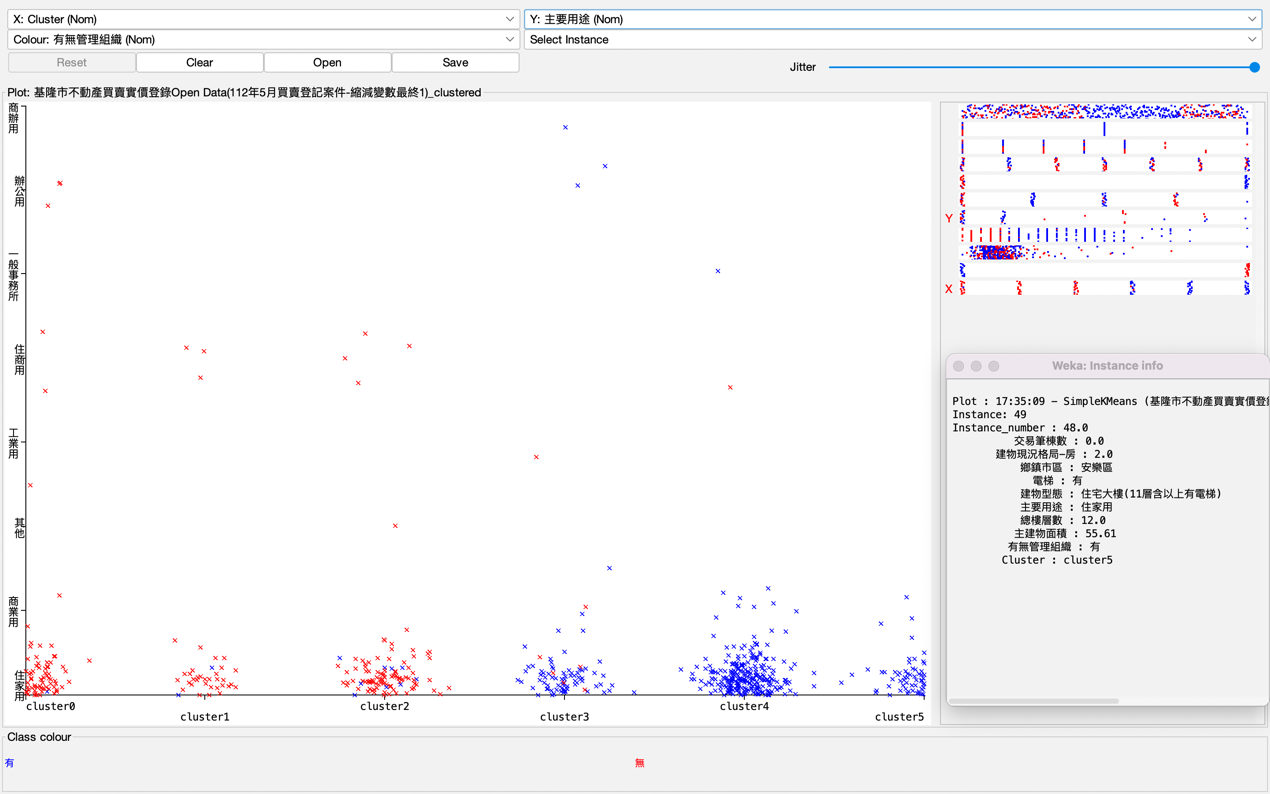 X: Cluster (Nom)
Y: 主要用途 (Nom)
Colour: 有無管理組織 (Nom)
Select Instance
Reset
Clear
Open
Save
Jitter
Plot: 基隆市不動產買賣實價登錄Open Data(112年5月買賣登記案件-縮減變數最終1)_clustered
商辦用
辦公用
一般事務所
住商用
工業用
其他
商業用
住家用
cluster0
cluster1
cluster2
cluster3
cluster4
cluster5
Y
X
Weka: Instance info
Plot : 17:35:09 - SimpleKMeans (基隆市不動產買賣實價登
Instance: 49
Instance_number : 48.0
交易筆棟數 : 0.0
建物現況格局-房 : 2.0
鄉鎮市區 : 安樂區
電梯 : 有
建物型態 : 住宅大樓(11層含以上有電梯)
主要用途 : 住家用
總樓層數 : 12.0
主建物面積 : 55.61
有無管理組織 : 有
Cluster : cluster5
Class colour
有
無